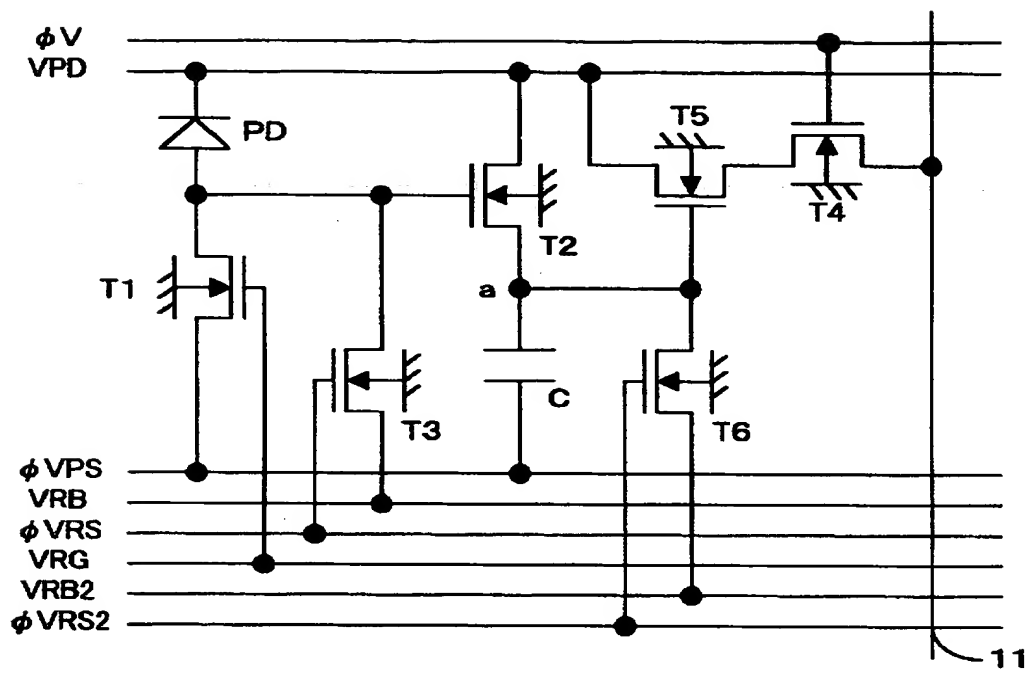 ϕV
VPD
PD
T5
T4
T2
T1
a
C
T3
T6
ϕVPS
VRB
ϕVRS
VRG
VRB2
ϕVRS2
11